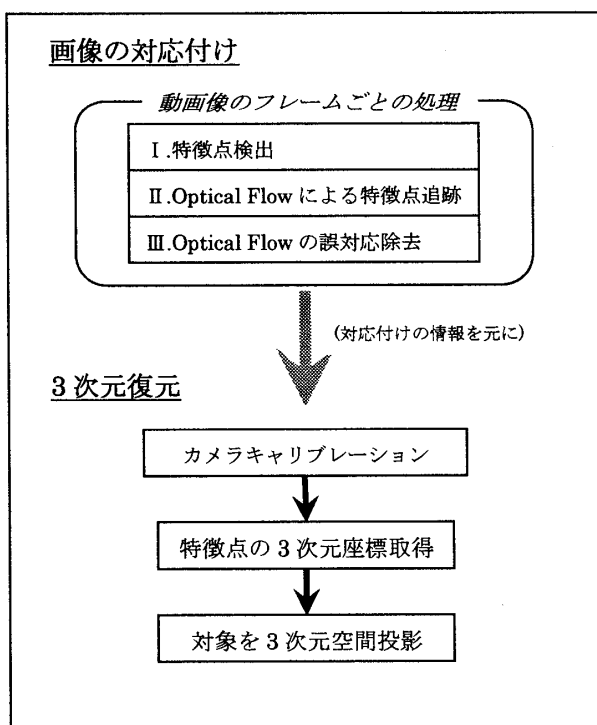 画像の対応付け
動画像のフレームごとの処理
Ⅰ.特徴点検出
Ⅱ.Optical Flow による特徴点追跡
Ⅲ.Optical Flow の誤対応除去
(対応付けの情報を元に)
3次元復元
カメラキャリブレーション
特徴点の3次元座標取得
対象を3次元空間投影